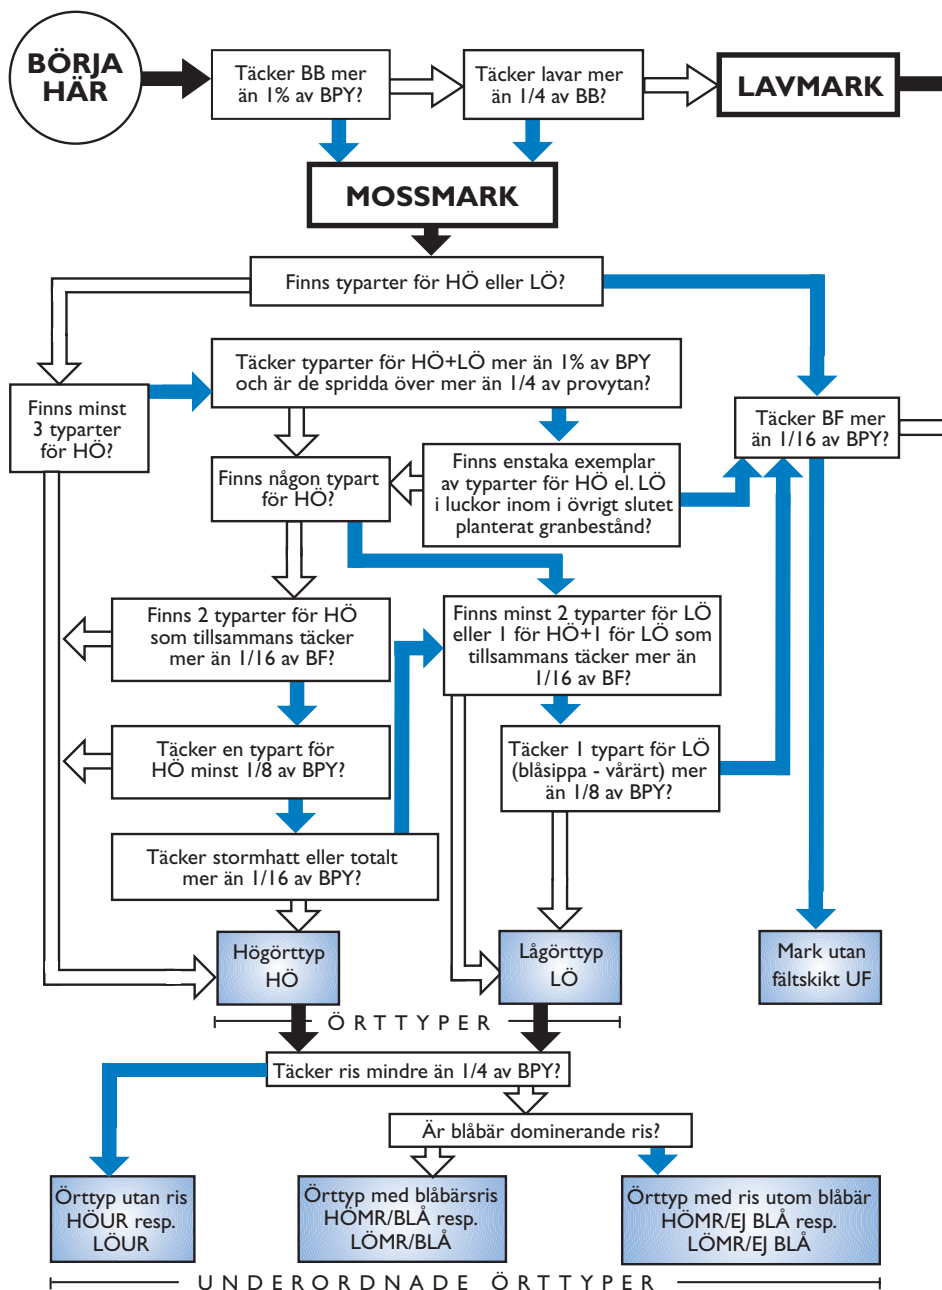 BÖRJA
HÄR
Täcker BB mer
än 1% av BPY?
Täcker lavar mer
än 1/4 av BB?
LAVMARK
MOSSMARK
Finns typarter för HÖ eller LÖ?
Täcker typarter för HÖ+LÖ mer än 1% av BPY
och är de spridda över mer än 1/4 av provytan?
Finns minst
3 typarter
för HÖ?
Täcker BF mer
än 1/16 av BPY?
Finns någon typart
för HÖ?
Finns enstaka exemplar
av typarter för HÖ el. LÖ
i luckor inom i övrigt slutet
planterat granbestånd?
Finns 2 typarter för HÖ
som tillsammans täcker
mer än 1/16 av BF?
Finns minst 2 typarter för LÖ
eller 1 för HÖ+1 för LÖ som
tillsammans täcker mer än
1/16 av BF?
Täcker en typart för
HÖ minst 1/8 av BPY?
Täcker 1 typart för LÖ
(blåsippa - vårärt) mer
än 1/8 av BPY?
Täcker stormhatt eller totalt
mer än 1/16 av BPY?
Högörttyp
HÖ
Lågörttyp
LÖ
Mark utan
fältskikt UF
ÖRTTYPER
Täcker ris mindre än 1/4 av BPY?
Är blåbär dominerande ris?
Örttyp utan ris
HÖUR resp.
LÖUR
Örttyp med blåbärsris
HÖMR/BLÅ resp.
LÖMR/BLÅ
Örttyp med ris utom blåbär
HÖMR/EJ BLÅ resp.
LÖMR/EJ BLÅ
UNDERORDNADE ÖRTTYPER